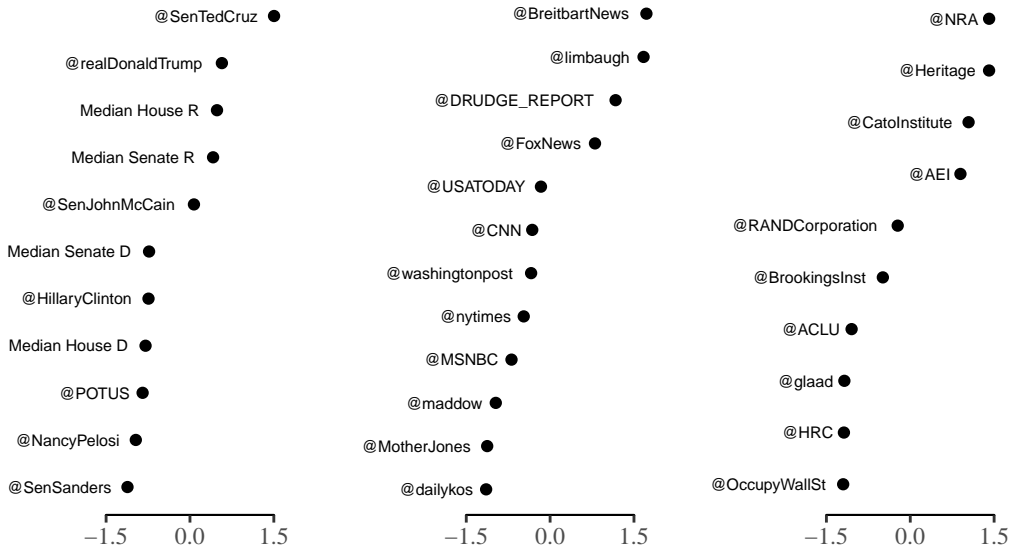 @SenTedCruz
@realDonaldTrump
Median House R
Median Senate R
@SenJohnMcCain
Median Senate D
@HillaryClinton
Median House D
@POTUS
@NancyPelosi
@SenSanders
−1.5 0.0 1.5
@BreitbartNews
@limbaugh
@DRUDGE_REPORT
@FoxNews
@USATODAY
@CNN
@washingtonpost
@nytimes
@MSNBC
@maddow
@MotherJones
@dailykos
−1.5 0.0 1.5
@NRA
@Heritage
@CatoInstitute
@AEI
@RANDCorporation
@BrookingsInst
@ACLU
@glaad
@HRC
@OccupyWallSt
−1.5 0.0 1.5